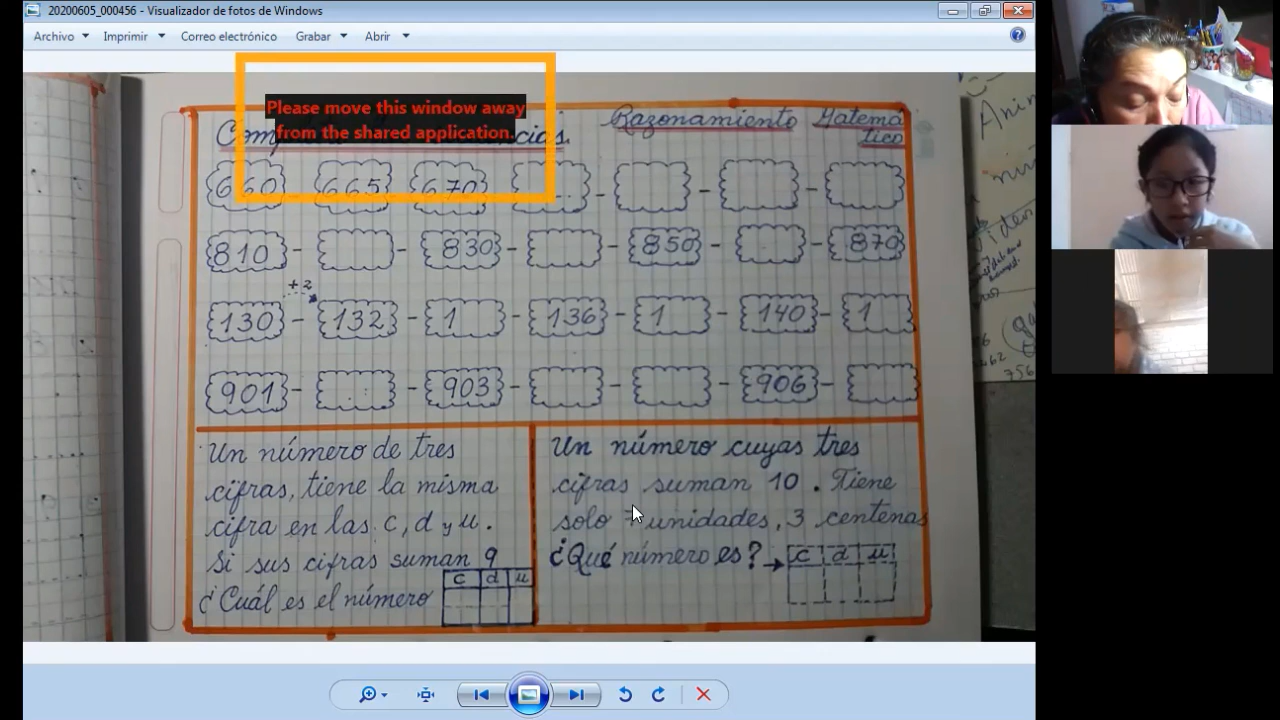 20200605_000456 - Visualizador de fotos de Windows
Archivo Imprimir Correo electrónico Grabar Abrir
Please move this window away
from the shared application.
Razonamiento Matemá
tico
660 - 665 670 - - -
810 - - 830 - - 850 - - 870
+2
130 - 132 - 1 - 136 - 1 - 140 - 1
901 - - 903 - - - 906 -
Un número de tres
cifras, tiene la misma
cifra en las c, d y u.
Si sus cifras suman 9
¿Cuál es el número
c d u
Un número cuyas tres
cifras suman 10. Tiene
solo 7 unidades, 3 centenas
¿Qué número es?
c d u